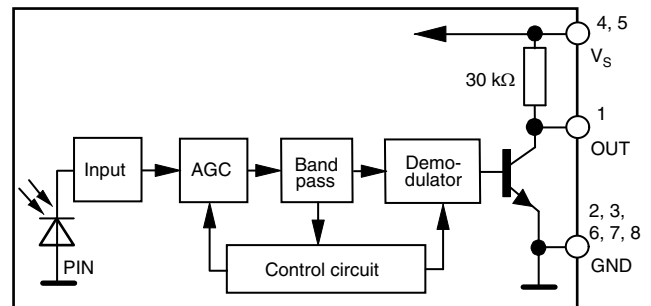 4, 5
V_S
30 kΩ
1
OUT
Input
AGC
Band
pass
Demo-
dulator
2, 3,
6, 7, 8
GND
PIN
Control circuit